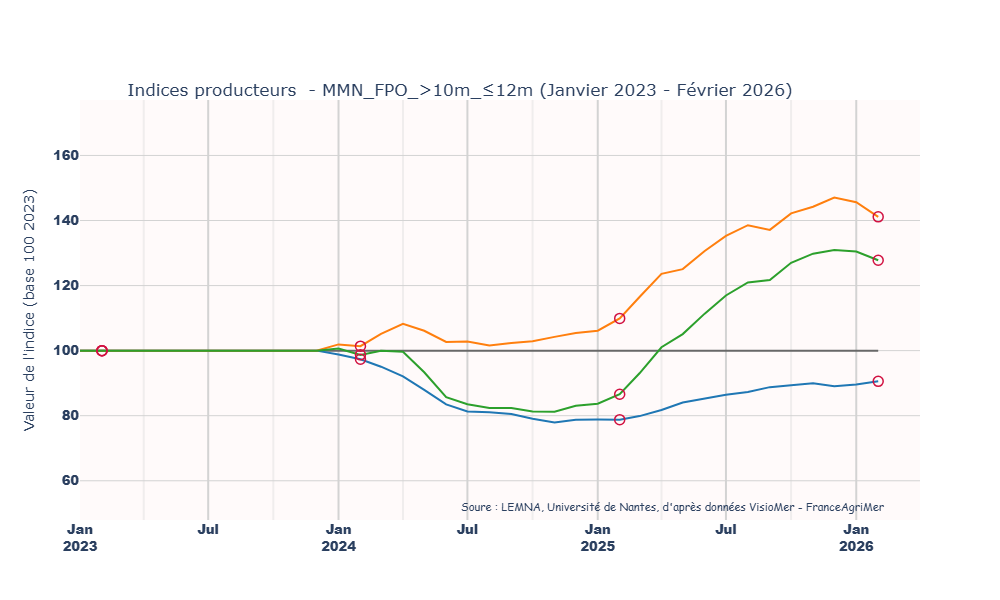 Indices producteurs - MMN_FPO_>10m_≤12m (Janvier 2023 - Février 2026)
Valeur de l'indice (base 100 2023)
160
140
120
100
80
60
Soure : LEMNA, Université de Nantes, d'après données VisioMer - FranceAgriMer
Jan Jul Jan Jul Jan Jul Jan
2023 2024 2025 2026